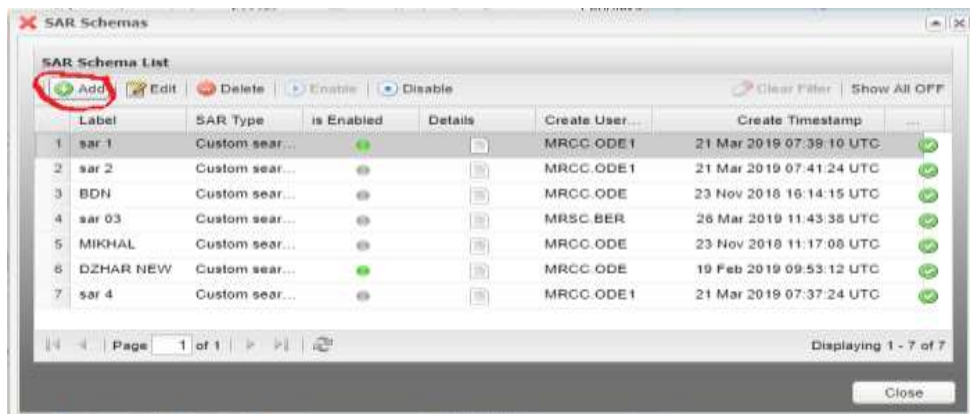 SAR Schemas
SAR Schema List
Add Edit Delete Enable Disable Clear Filter Show All OFF
Label SAR Type is Enabled Details Create User... Create Timestamp ...
1 sar 1 Custom sear... MRCC.ODE1 21 Mar 2019 07:39:10 UTC
2 sar 2 Custom sear... MRCC.ODE1 21 Mar 2019 07:41:24 UTC
3 BDN Custom sear... MRCC.ODE 23 Nov 2018 16:14:15 UTC
4 sar 03 Custom sear... MRSC.BER 26 Mar 2019 11:43:38 UTC
5 MIKHAL Custom sear... MRCC.ODE 23 Nov 2018 11:17:08 UTC
6 DZHAR NEW Custom sear... MRCC.ODE 19 Feb 2019 09:53:12 UTC
7 sar 4 Custom sear... MRCC.ODE1 21 Mar 2019 07:37:24 UTC
Page 1 of 1 Displaying 1 - 7 of 7
Close